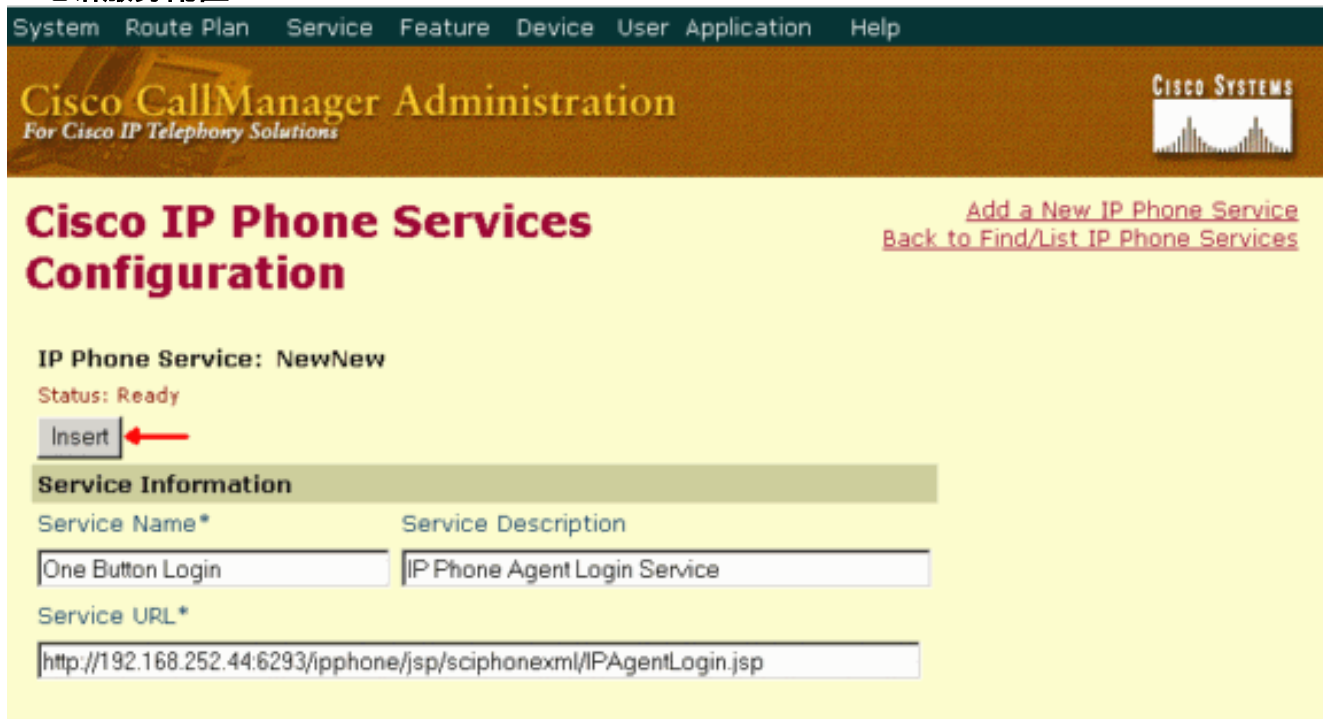 System Route Plan Service Feature Device User Application Help
Cisco CallManager Administration
For Cisco IP Telephony Solutions
CISCO SYSTEMS
Cisco IP Phone Services Configuration
Add a New IP Phone Service
Back to Find/List IP Phone Services
IP Phone Service: NewNew
Status: Ready
Insert
Service Information
Service Name* Service Description
One Button Login IP Phone Agent Login Service
Service URL*
http://192.168.252.44:6293/ipphone/jsp/sciphonexml/IPAgentLogin.jsp